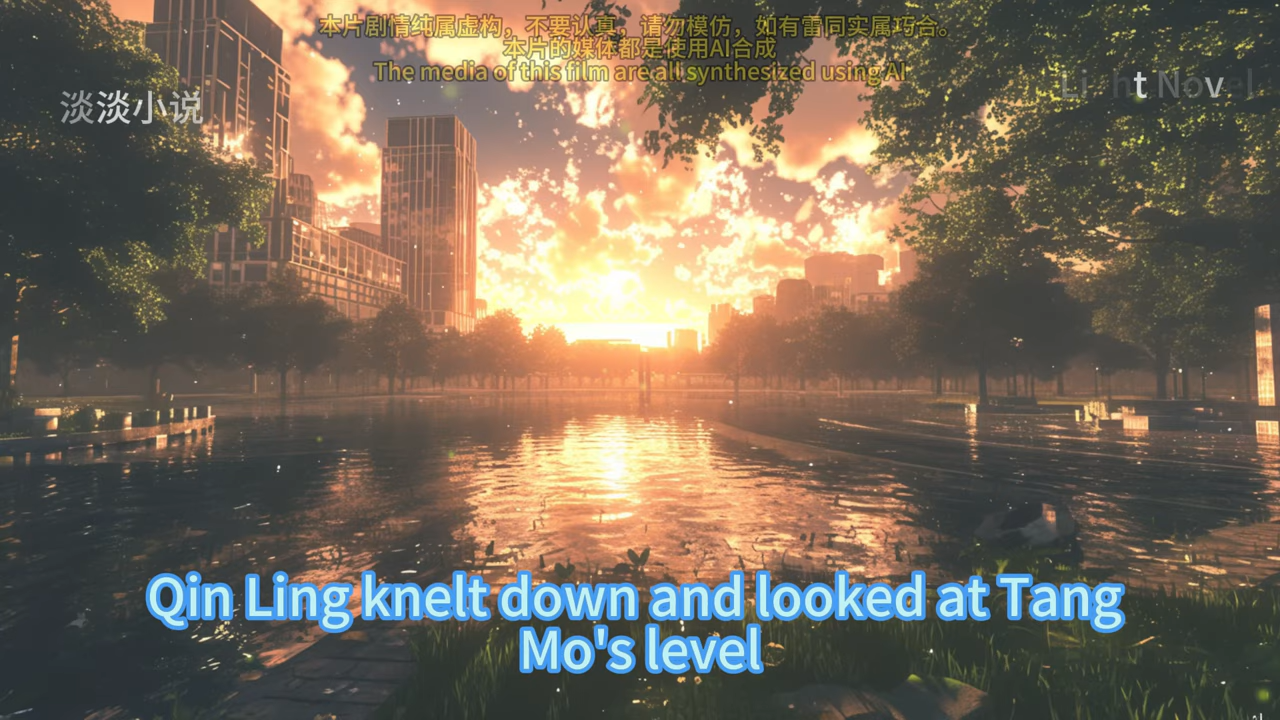 本片剧情纯属虚构，不要认真，请勿模仿，如有雷同实属巧合。
本片的媒体都是使用AI合成
The media of this film are all synthesized using AI
淡淡小说
Light Novel
Qin Ling knelt down and looked at Tang
Mo's level